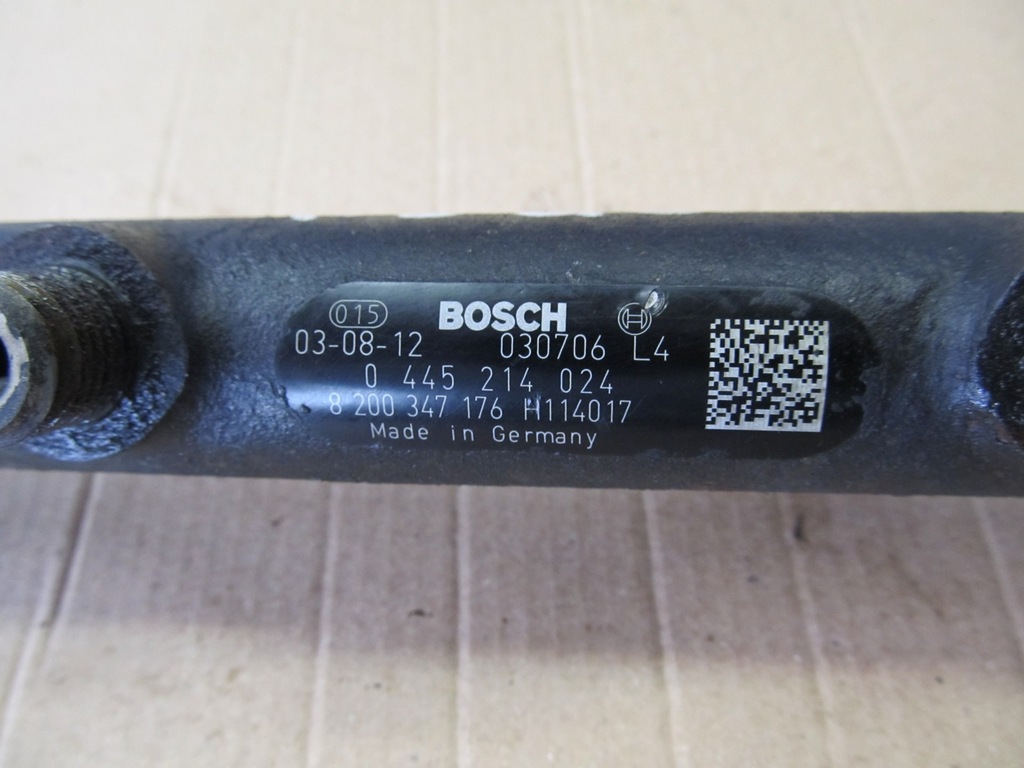 015 BOSCH
03-08-12 030706 L4
0 445 214 024
8 200 347 176 H114017
Made in Germany